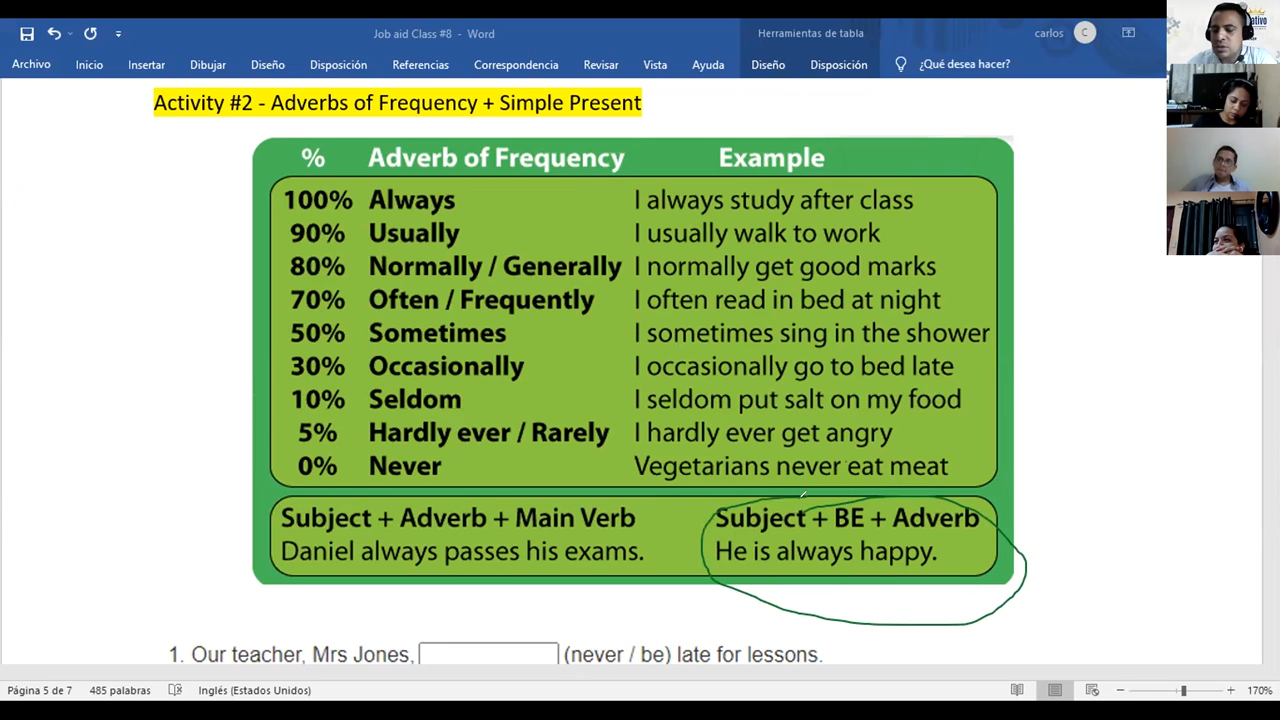 Job aid Class #8 - Word
Herramientas de tabla
carlos
C
Archivo Inicio Insertar Dibujar Diseño Disposición Referencias Correspondencia Revisar Vista Ayuda Diseño Disposición ¿Qué desea hacer?
Activity #2 - Adverbs of Frequency + Simple Present
% Adverb of Frequency Example
100% Always I always study after class
90% Usually I usually walk to work
80% Normally / Generally I normally get good marks
70% Often / Frequently I often read in bed at night
50% Sometimes I sometimes sing in the shower
30% Occasionally I occasionally go to bed late
10% Seldom I seldom put salt on my food
5% Hardly ever / Rarely I hardly ever get angry
0% Never Vegetarians never eat meat
Subject + Adverb + Main Verb Subject + BE + Adverb
Daniel always passes his exams. He is always happy.
1. Our teacher, Mrs Jones, (never / be) late for lessons.
Página 5 de 7 485 palabras Inglés (Estados Unidos) 170%